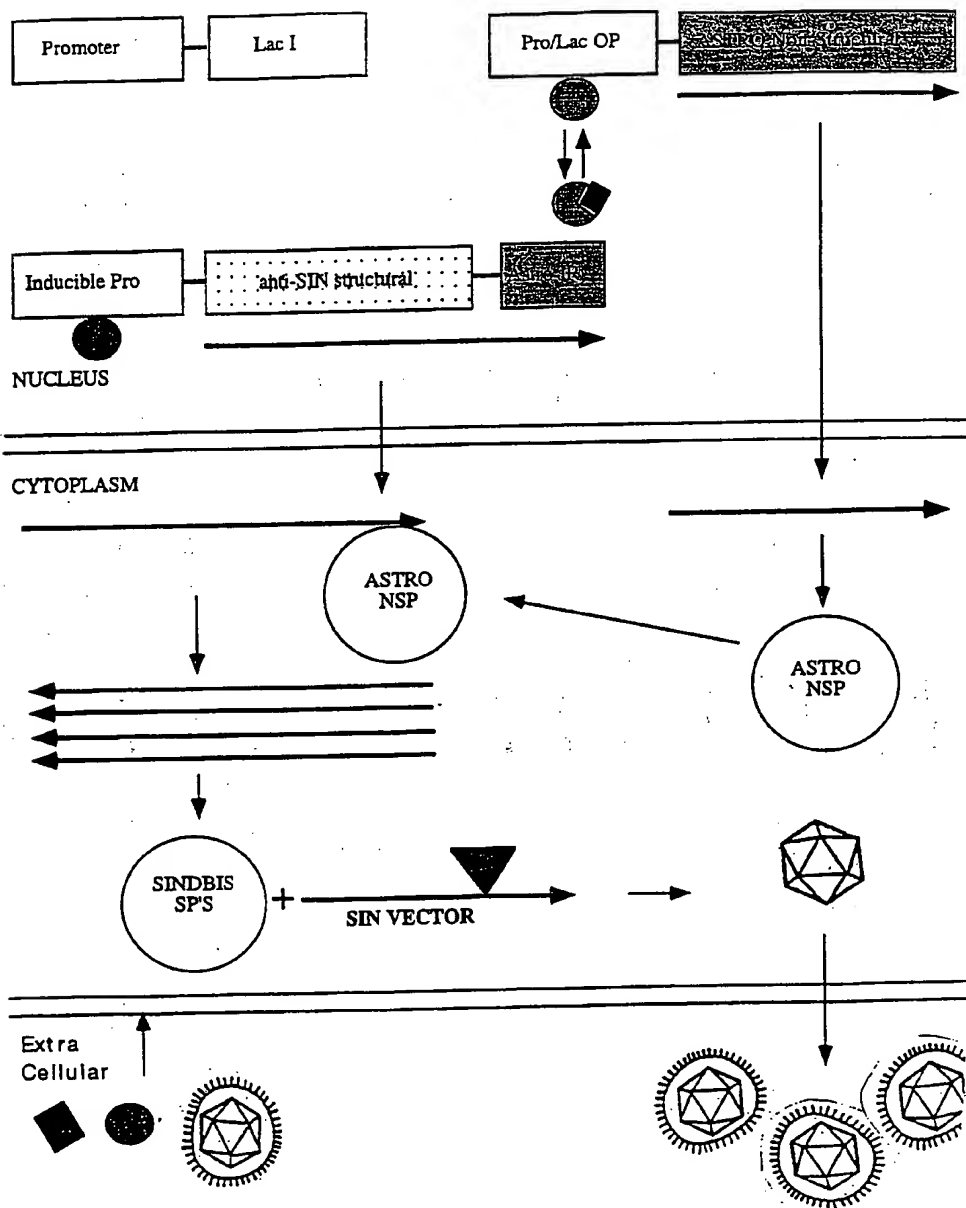 Promoter
Lac I
Pro/Lac OP
Inducible Pro
anti-SIN structural
NUCLEUS
CYTOPLASM
ASTRO
NSP
ASTRO
NSP
SINDBIS
SP'S
+
SIN VECTOR
Extra
Cellular